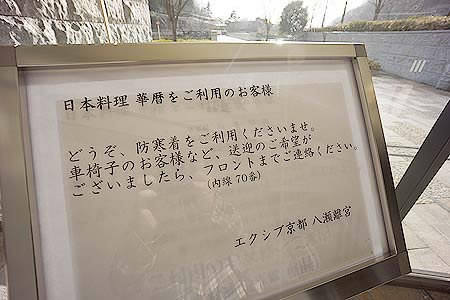 日本料理 華暦をご利用のお客様
どうぞ、防寒着をご利用くださいませ。
車椅子のお客様など、送迎のご希望が
ございましたら、フロントまでご連絡ください。
(内線70番)
エクシブ京都 八瀬離宮